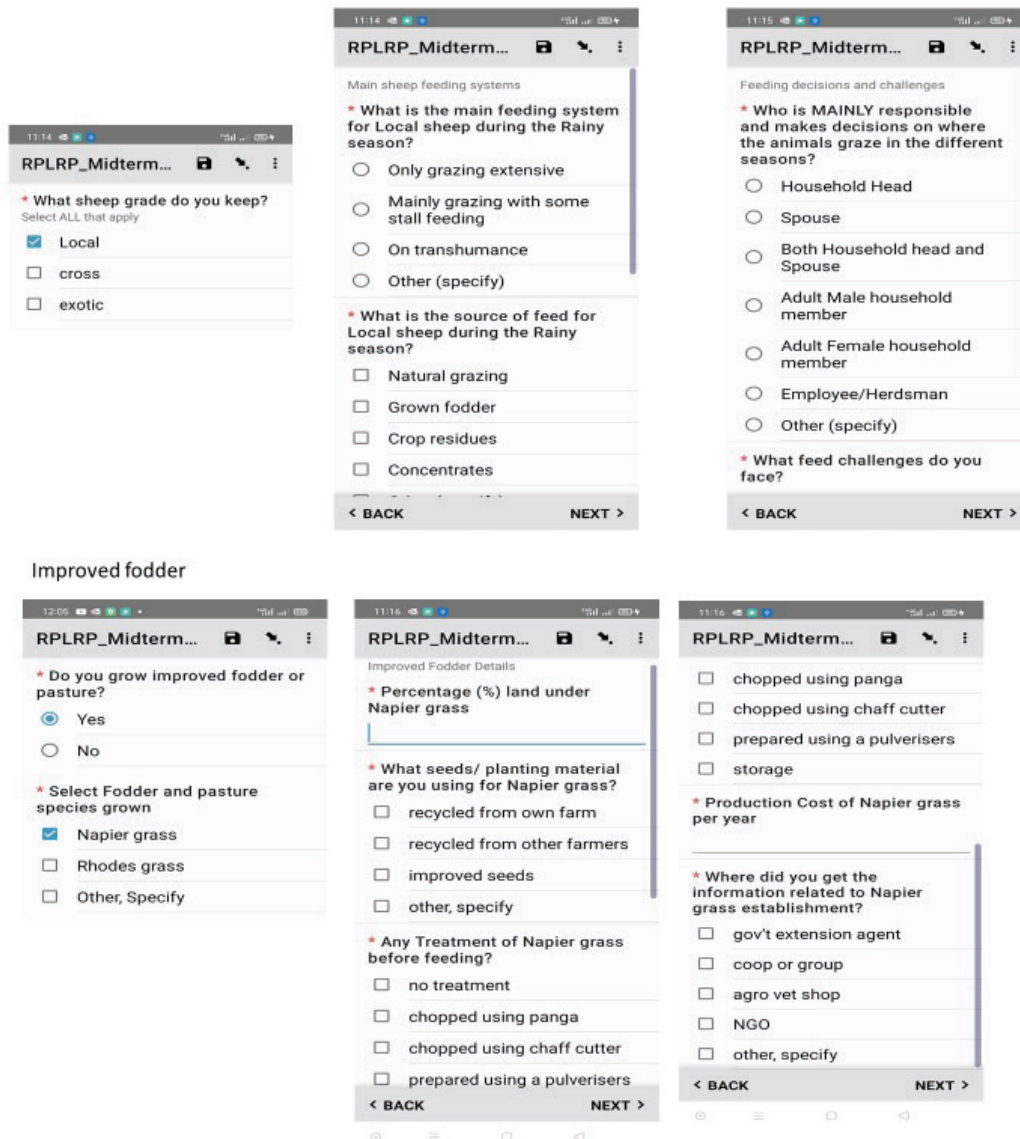 11:14
RPLRP_Midterm...
* What sheep grade do you keep?
Select ALL that apply
Local
cross
exotic
11:14
RPLRP_Midterm...
Main sheep feeding systems
* What is the main feeding system
for Local sheep during the Rainy
season?
Only grazing extensive
Mainly grazing with some
stall feeding
On transhumance
Other (specify)
* What is the source of feed for
Local sheep during the Rainy
season?
Natural grazing
Grown fodder
Crop residues
Concentrates
< BACK
NEXT >
11:15
RPLRP_Midterm...
Feeding decisions and challenges
* Who is MAINLY responsible
and makes decisions on where
the animals graze in the different
seasons?
Household Head
Spouse
Both Household head and
Spouse
Adult Male household
member
Adult Female household
member
Employee/Herdsman
Other (specify)
* What feed challenges do you
face?
< BACK
NEXT >
Improved fodder
12:05
RPLRP_Midterm...
* Do you grow improved fodder or
pasture?
Yes
No
* Select Fodder and pasture
species grown
Napier grass
Rhodes grass
Other, Specify
11:16
RPLRP_Midterm...
Improved Fodder Details
* Percentage (%) land under
Napier grass
* What seeds/ planting material
are you using for Napier grass?
recycled from own farm
recycled from other farmers
improved seeds
other, specify
* Any Treatment of Napier grass
before feeding?
no treatment
chopped using panga
chopped using chaff cutter
prepared using a pulverisers
< BACK
NEXT >
11:16
RPLRP_Midterm...
chopped using panga
chopped using chaff cutter
prepared using a pulverisers
storage
* Production Cost of Napier grass
per year
* Where did you get the
information related to Napier
grass establishment?
gov't extension agent
coop or group
agro vet shop
NGO
other, specify
< BACK
NEXT >